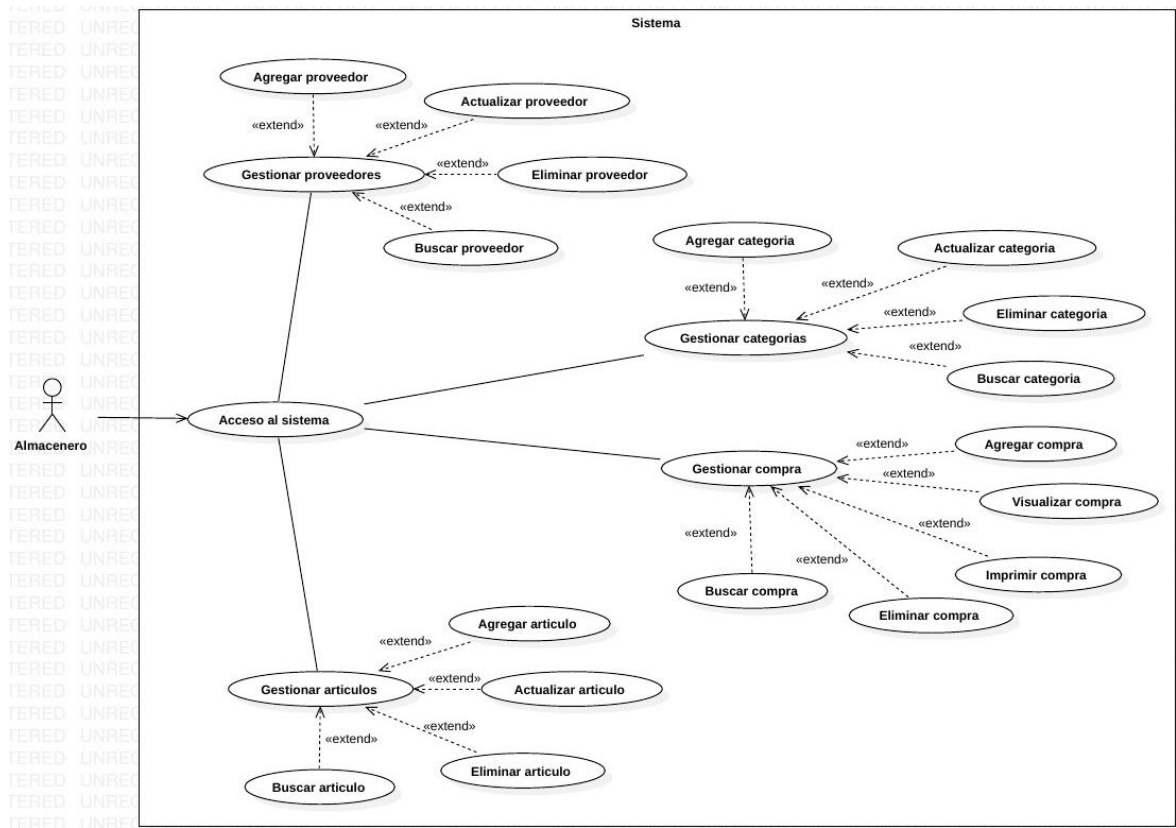 Sistema
Agregar proveedor
Actualizar proveedor
«extend»
«extend»
«extend»
Gestionar proveedores
Eliminar proveedor
«extend»
Buscar proveedor
Agregar categoria
Actualizar categoria
«extend»
«extend»
«extend»
Eliminar categoria
Gestionar categorias
«extend»
Buscar categoria
Acceso al sistema
Almacenero
«extend»
Agregar compra
Gestionar compra
«extend»
Visualizar compra
«extend»
«extend»
«extend»
Imprimir compra
Buscar compra
Eliminar compra
Agregar articulo
«extend»
«extend»
Gestionar articulos
Actualizar articulo
«extend»
«extend»
Eliminar articulo
Buscar articulo